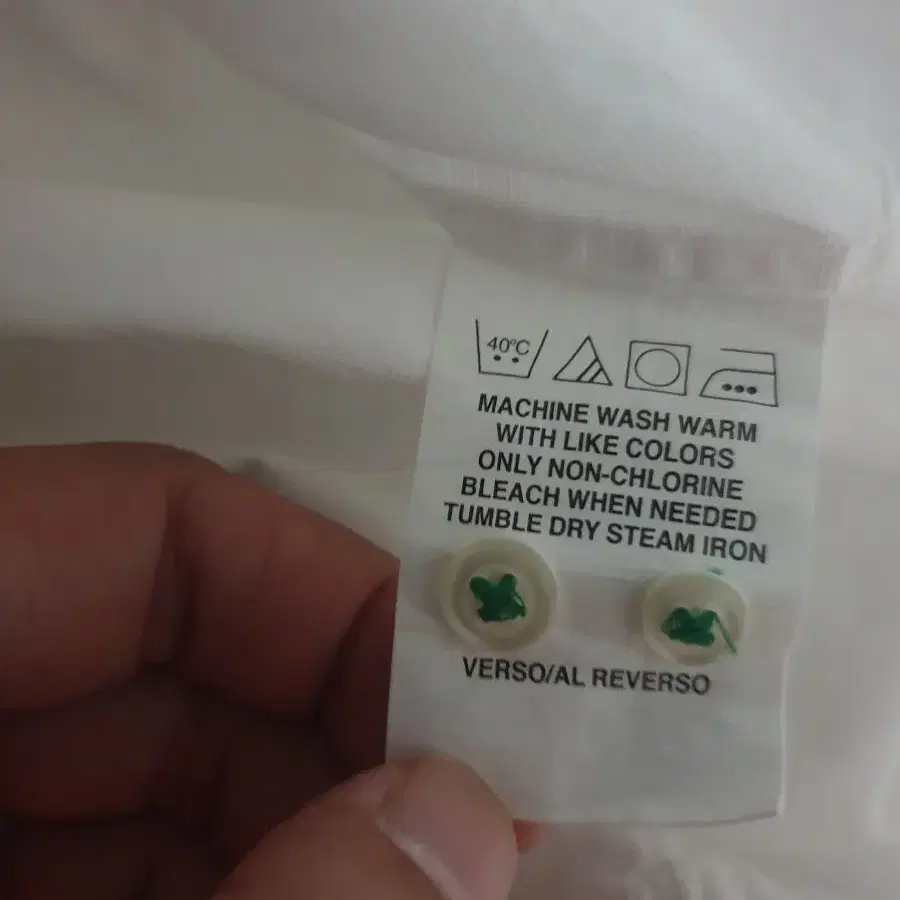 40°C
MACHINE WASH WARM
WITH LIKE COLORS
ONLY NON-CHLORINE
BLEACH WHEN NEEDED
TUMBLE DRY STEAM IRON
VERSO/AL REVERSO